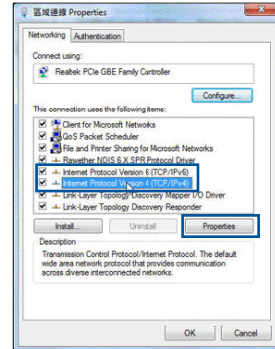 區域連線 Properties
Networking Authentication
Connect using:
Realtek PCIe GBE Family Controller
Configure...
This connection uses the following items:
Client for Microsoft Networks
QoS Packet Scheduler
File and Printer Sharing for Microsoft Networks
Rawether NDIS 6.X SPR Protocol Driver
Internet Protocol Version 6 (TCP/IPv6)
Internet Protocol Version 4 (TCP/IPv4)
Link-Layer Topology Discovery Mapper I/O Driver
Link-Layer Topology Discovery Responder
Install... Uninstall Properties
Description
Transmission Control Protocol/Internet Protocol. The default
wide area network protocol that provides communication
across diverse interconnected networks.
OK Cancel